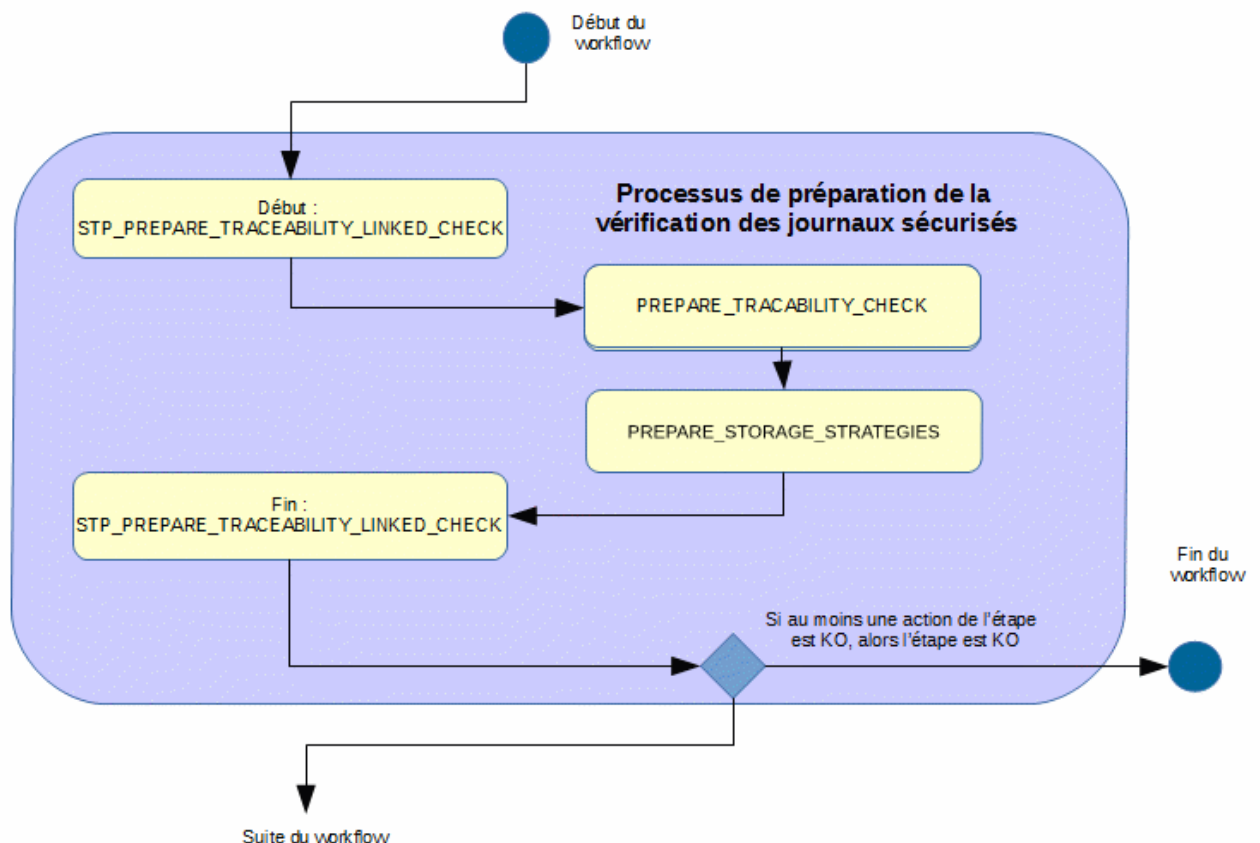 Début du
workflow
Processus de préparation de la
vérification des journaux sécurisés
Début :
STP_PREPARE_TRACEABILITY_LINKED_CHECK
PREPARE_TRACABILITY_CHECK
PREPARE_STORAGE_STRATEGIES
Fin :
STP_PREPARE_TRACEABILITY_LINKED_CHECK
Fin du
workflow
Si au moins une action de l'étape
est KO, alors l'étape est KO
Suite du workflow